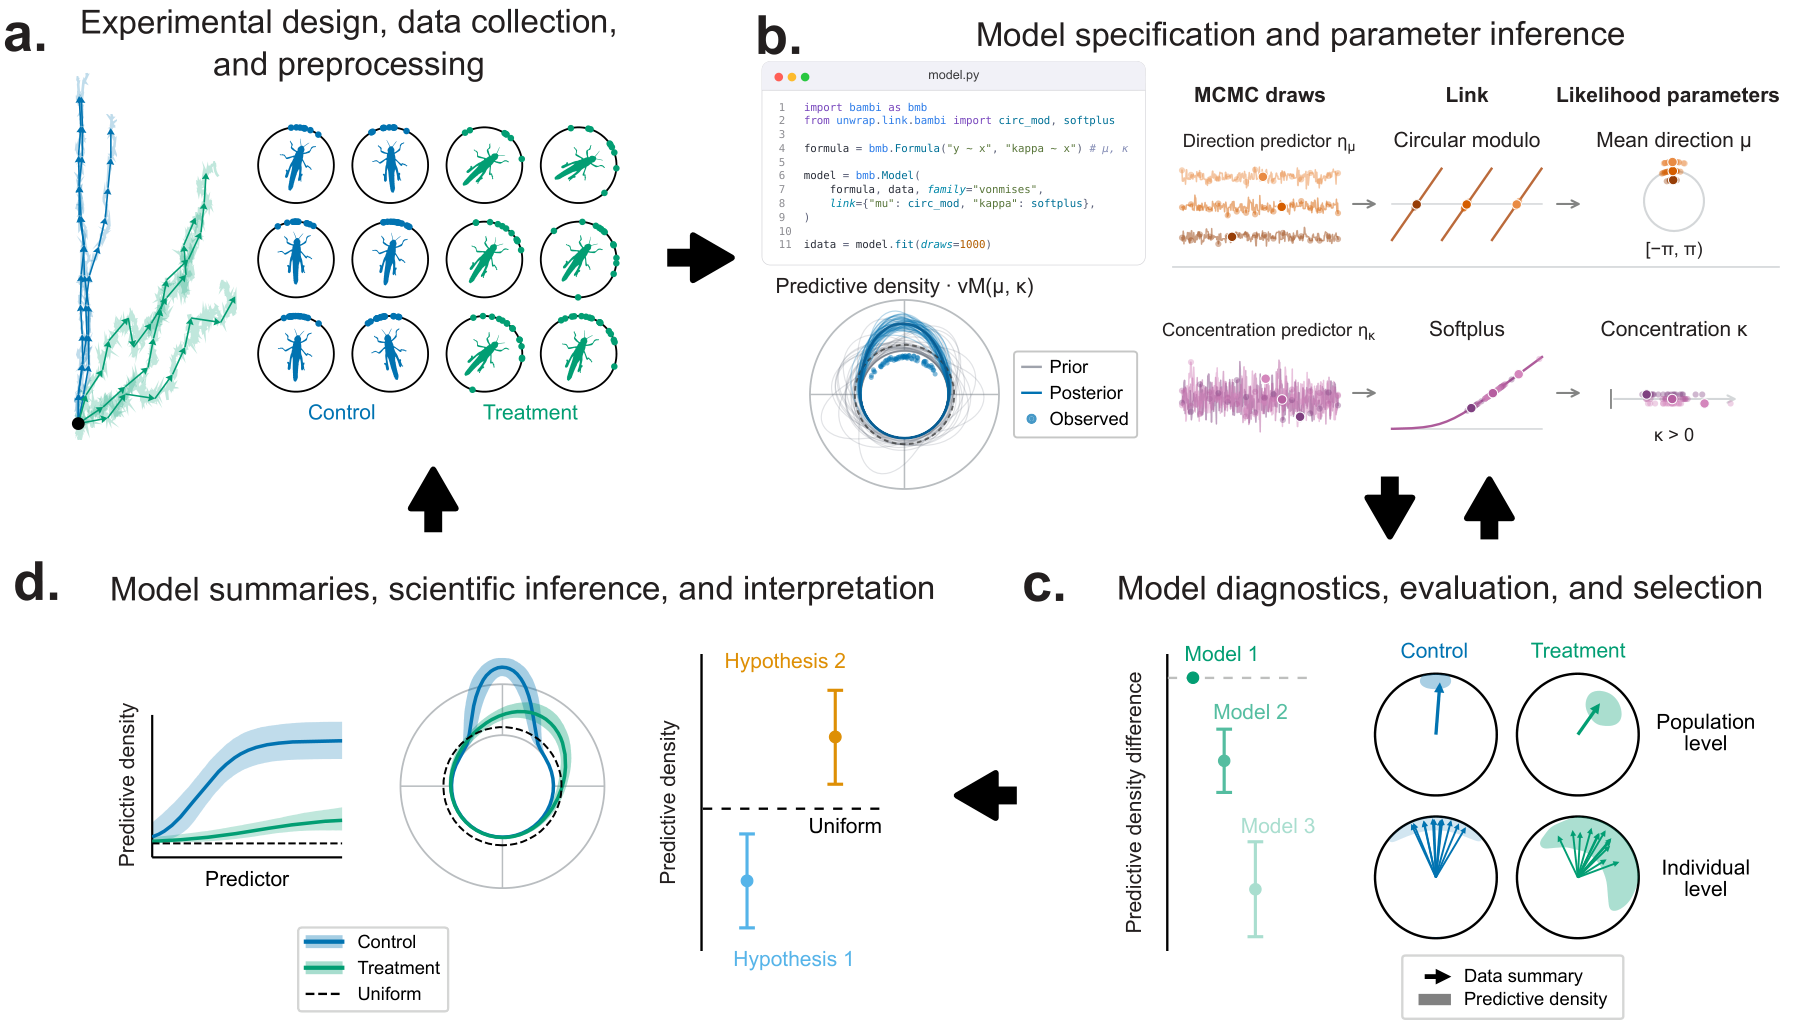 a.
Experimental design, data collection,
and preprocessing
Control
Treatment
b.
Model specification and parameter inference
model.py
1 import bambi as bmb
2 from unwrap.link.bambi import circ_mod, softplus
3
4 formula = bmb.Formula("y ~ x", "kappa ~ x") # μ, κ
5
6 model = bmb.Model(
7 formula, data, family="vonmises",
8 link={"mu": circ_mod, "kappa": softplus},
9 )
10
11 idata = model.fit(draws=1000)
Predictive density · vM(μ, κ)
Prior
Posterior
Observed
MCMC draws
Link
Likelihood parameters
Direction predictor ημ
Circular modulo
Mean direction μ
[−π, π)
Concentration predictor ηκ
Softplus
Concentration κ
κ > 0
d.
Model summaries, scientific inference, and interpretation
Predictive density
Predictor
Control
Treatment
Uniform
Predictive density
Hypothesis 2
Uniform
Hypothesis 1
c.
Model diagnostics, evaluation, and selection
Predictive density difference
Model 1
Model 2
Model 3
Control
Treatment
Population
level
Individual
level
Data summary
Predictive density